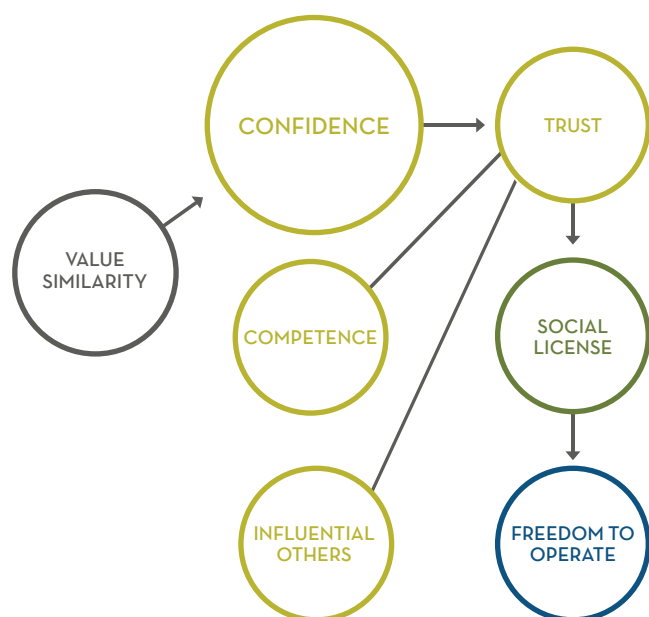 CONFIDENCE
TRUST
VALUE
SIMILARITY
COMPETENCE
SOCIAL
LICENSE
INFLUENTIAL
OTHERS
FREEDOM TO
OPERATE